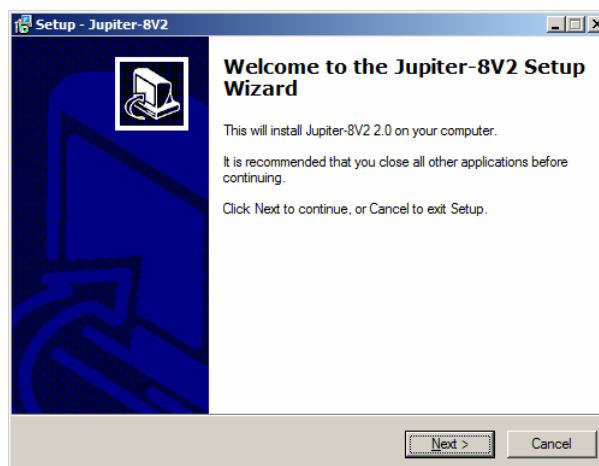 Setup - Jupiter-8V2
Welcome to the Jupiter-8V2 Setup
Wizard
This will install Jupiter-8V2 2.0 on your computer.
It is recommended that you close all other applications before
continuing.
Click Next to continue, or Cancel to exit Setup.
Next >
Cancel